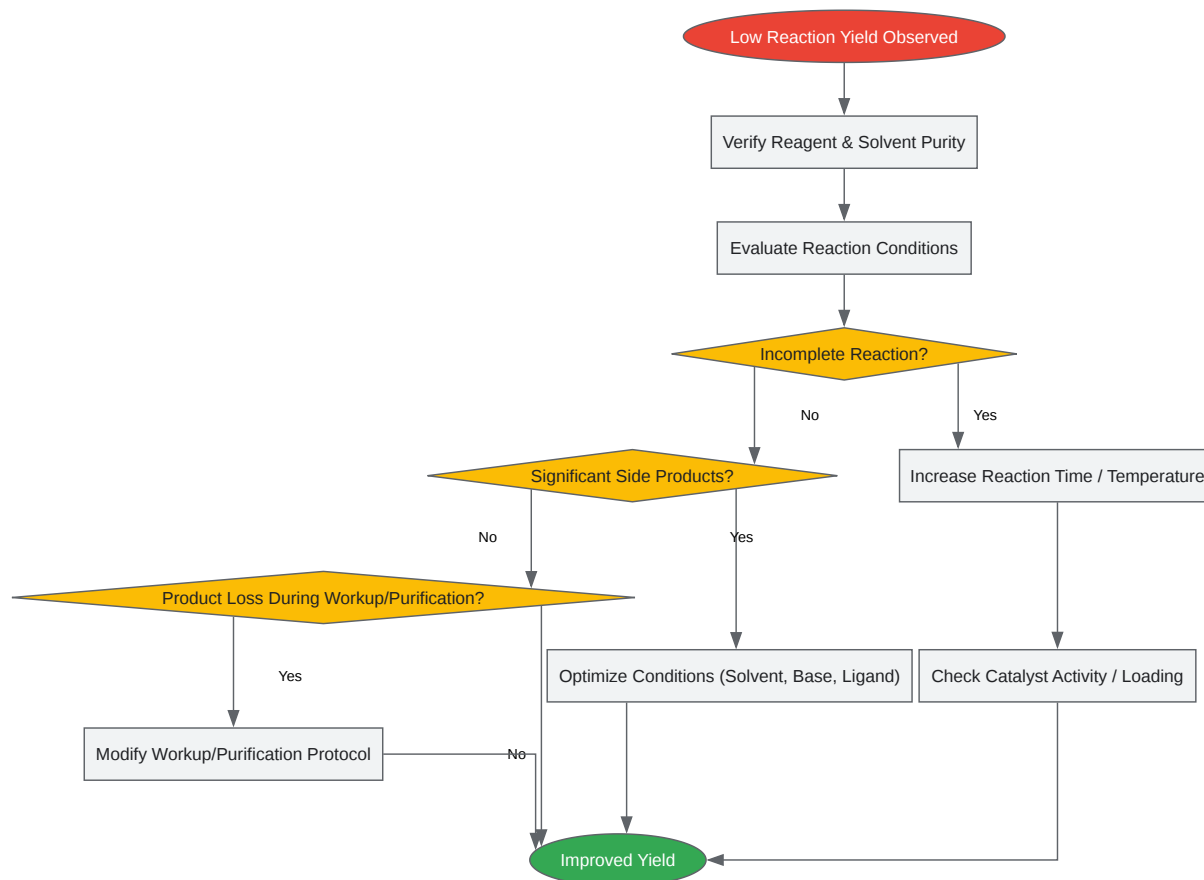 Low Reaction Yield Observed
Verify Reagent & Solvent Purity
Evaluate Reaction Conditions
Incomplete Reaction?
No
Yes
Significant Side Products?
Increase Reaction Time / Temperature
No
Yes
Product Loss During Workup/Purification?
Yes
Optimize Conditions (Solvent, Base, Ligand)
Check Catalyst Activity / Loading
Modify Workup/Purification Protocol
No
Improved Yield